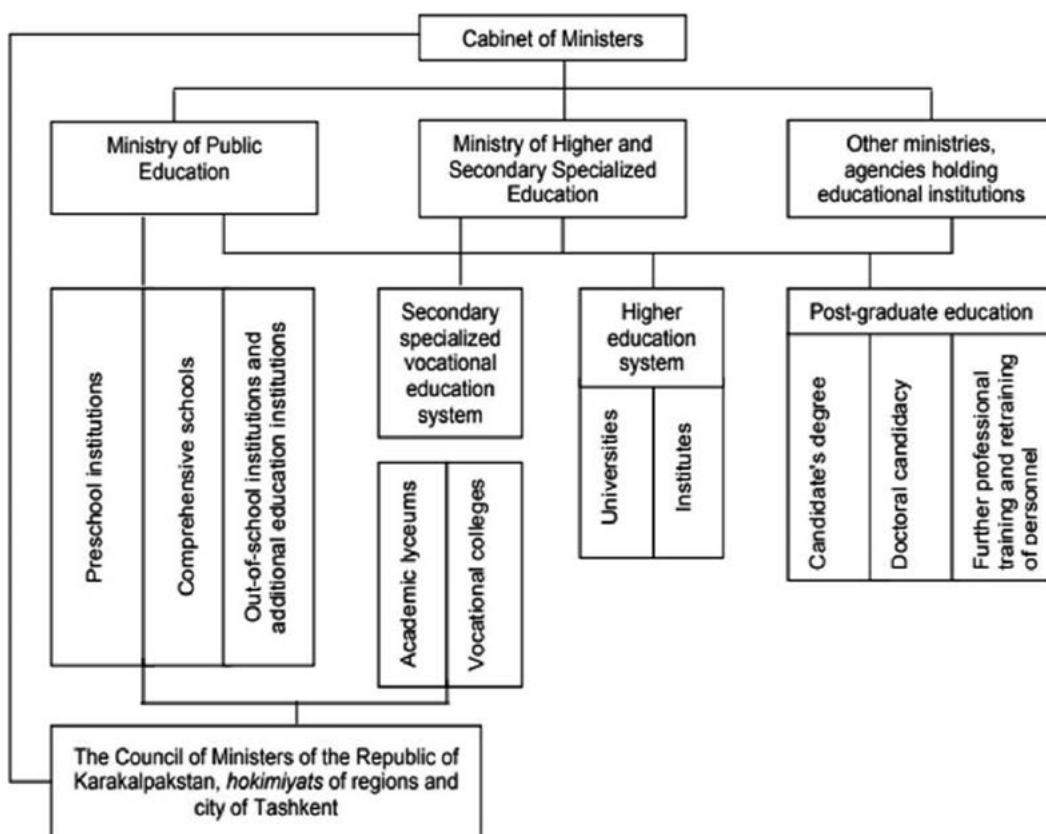 Cabinet of Ministers
Ministry of Public
Education
Ministry of Higher and
Secondary Specialized
Education
Other ministries,
agencies holding
educational institutions
Preschool institutions
Comprehensive schools
Out-of-school institutions and
additional education institutions
Secondary
specialized
vocational
education
system
Academic lyceums
Vocational colleges
Higher
education
system
Universities
Institutes
Post-graduate education
Candidate's degree
Doctoral candidacy
Further professional
training and retraining
of personnel
The Council of Ministers of the Republic of
Karakalpakstan, hokimiyats of regions and
city of Tashkent